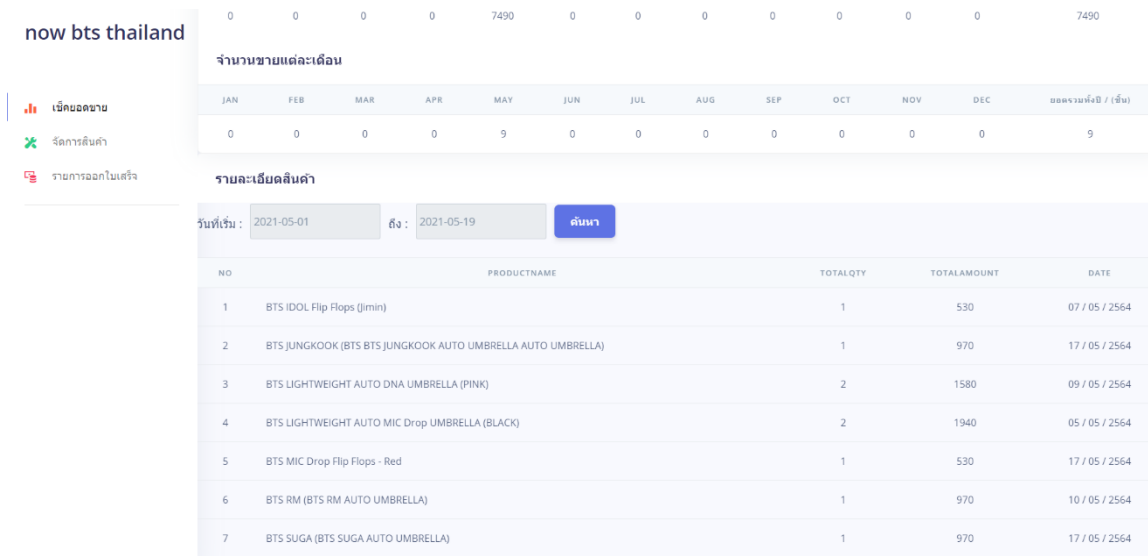 now bts thailand
เช็คยอดขาย
จัดการสินค้า
รายการออกใบเสร็จ
0 0 0 0 7490 0 0 0 0 0 0 0 7490
จำนวนขายแต่ละเดือน
JAN FEB MAR APR MAY JUN JUL AUG SEP OCT NOV DEC ยอดรวมทั้งปี / (ชิ้น)
0 0 0 0 9 0 0 0 0 0 0 0 9
รายละเอียดสินค้า
วันที่เริ่ม : 2021-05-01 ถึง : 2021-05-19 ค้นหา
NO PRODUCTNAME TOTALQTY TOTALAMOUNT DATE
1 BTS IDOL Flip Flops (Jimin) 1 530 07 / 05 / 2564
2 BTS JUNGKOOK (BTS BTS JUNGKOOK AUTO UMBRELLA AUTO UMBRELLA) 1 970 17 / 05 / 2564
3 BTS LIGHTWEIGHT AUTO DNA UMBRELLA (PINK) 2 1580 09 / 05 / 2564
4 BTS LIGHTWEIGHT AUTO MIC Drop UMBRELLA (BLACK) 2 1940 05 / 05 / 2564
5 BTS MIC Drop Flip Flops - Red 1 530 17 / 05 / 2564
6 BTS RM (BTS RM AUTO UMBRELLA) 1 970 10 / 05 / 2564
7 BTS SUGA (BTS SUGA AUTO UMBRELLA) 1 970 17 / 05 / 2564